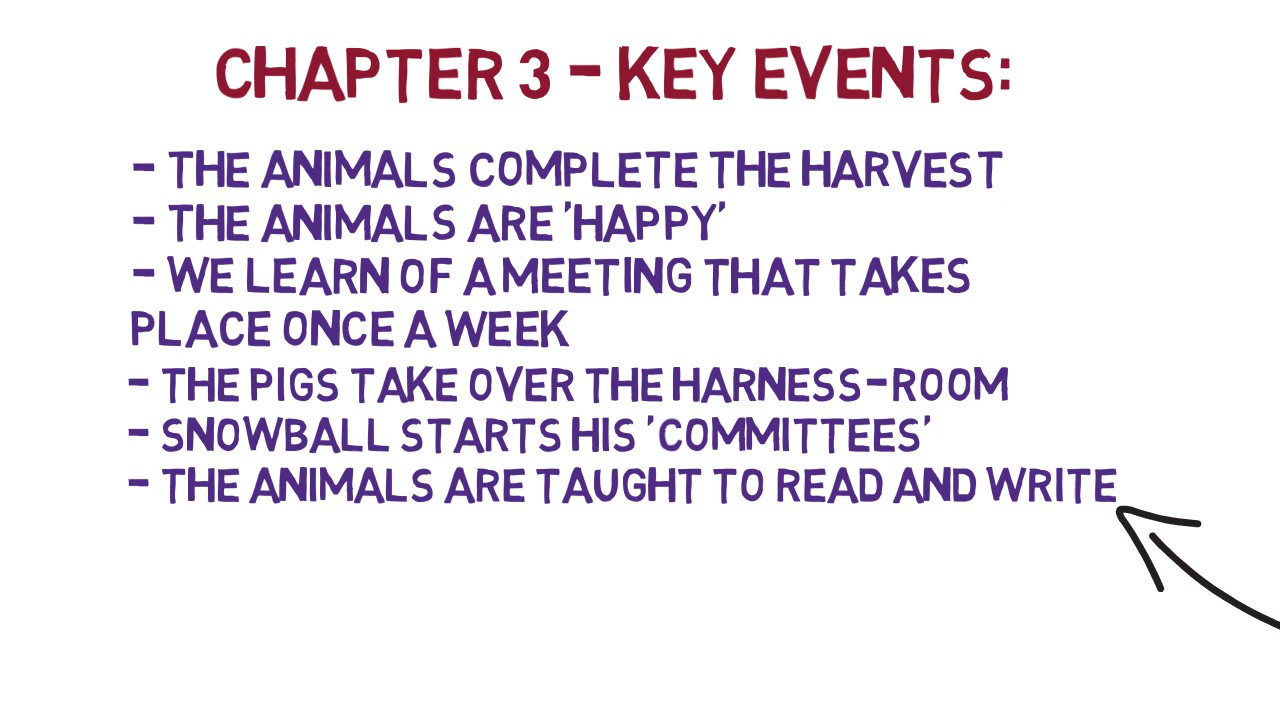 CHAPTER 3 - KEY EVENTS:
- THE ANIMALS COMPLETE THE HARVEST
- THE ANIMALS ARE 'HAPPY'
- WE LEARN OF A MEETING THAT TAKES
PLACE ONCE A WEEK
- THE PIGS TAKE OVER THE HARNESS-ROOM
- SNOWBALL STARTS HIS 'COMMITTEES'
- THE ANIMALS ARE TAUGHT TO READ AND WRITE